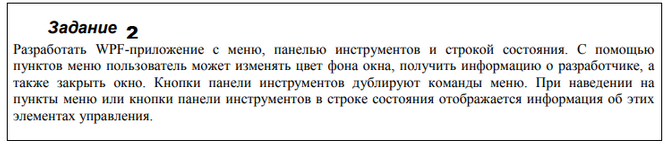 Задание 2
Разработать WPF-приложение с меню, панелью инструментов и строкой состояния. С помощью
пунктов меню пользователь может изменять цвет фона окна, получить информацию о разработчике, а
также закрыть окно. Кнопки панели инструментов дублируют команды меню. При наведении на
пункты меню или кнопки панели инструментов в строке состояния отображается информация об этих
элементах управления.